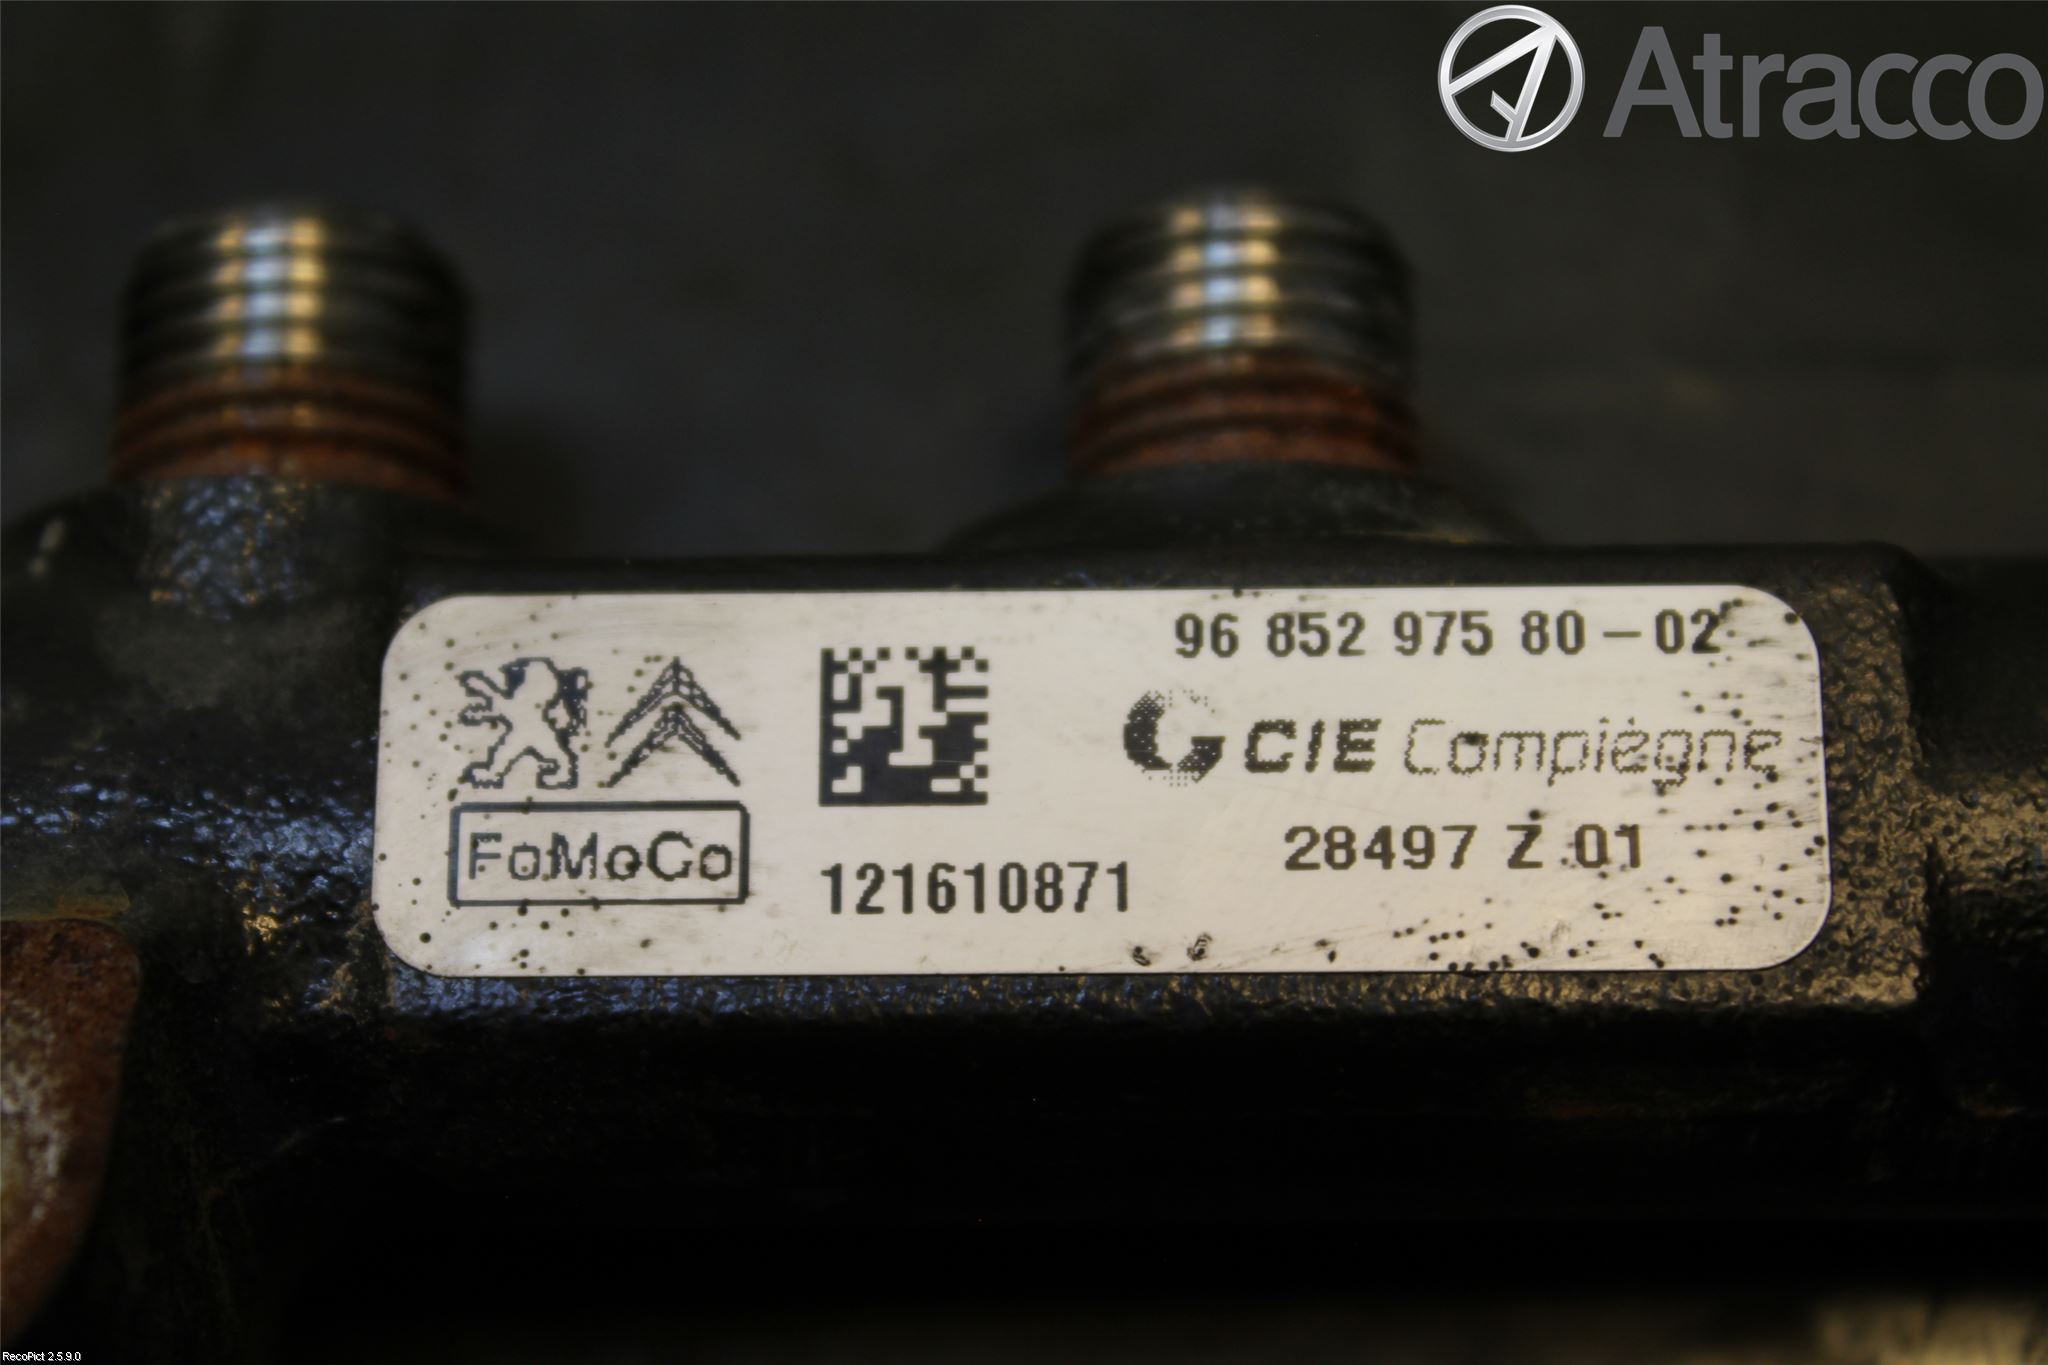 Atracco
96 852 975 80-02
CIE Compiègne
FoMoCo
121610871
28497 Z 01
RecoPict 2.5.9.0